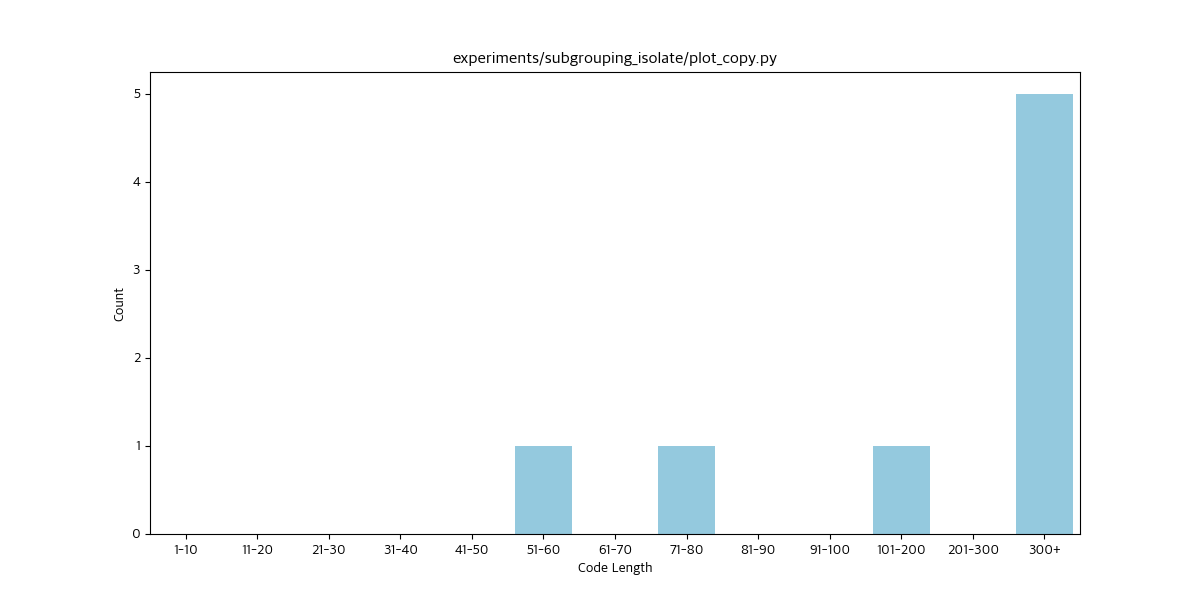 experiments/subgrouping_isolate/plot_copy.py
5
4
3
2
1
0
Count
1-10 11-20 21-30 31-40 41-50 51-60 61-70 71-80 81-90 91-100 101-200 201-300 300+
Code Length